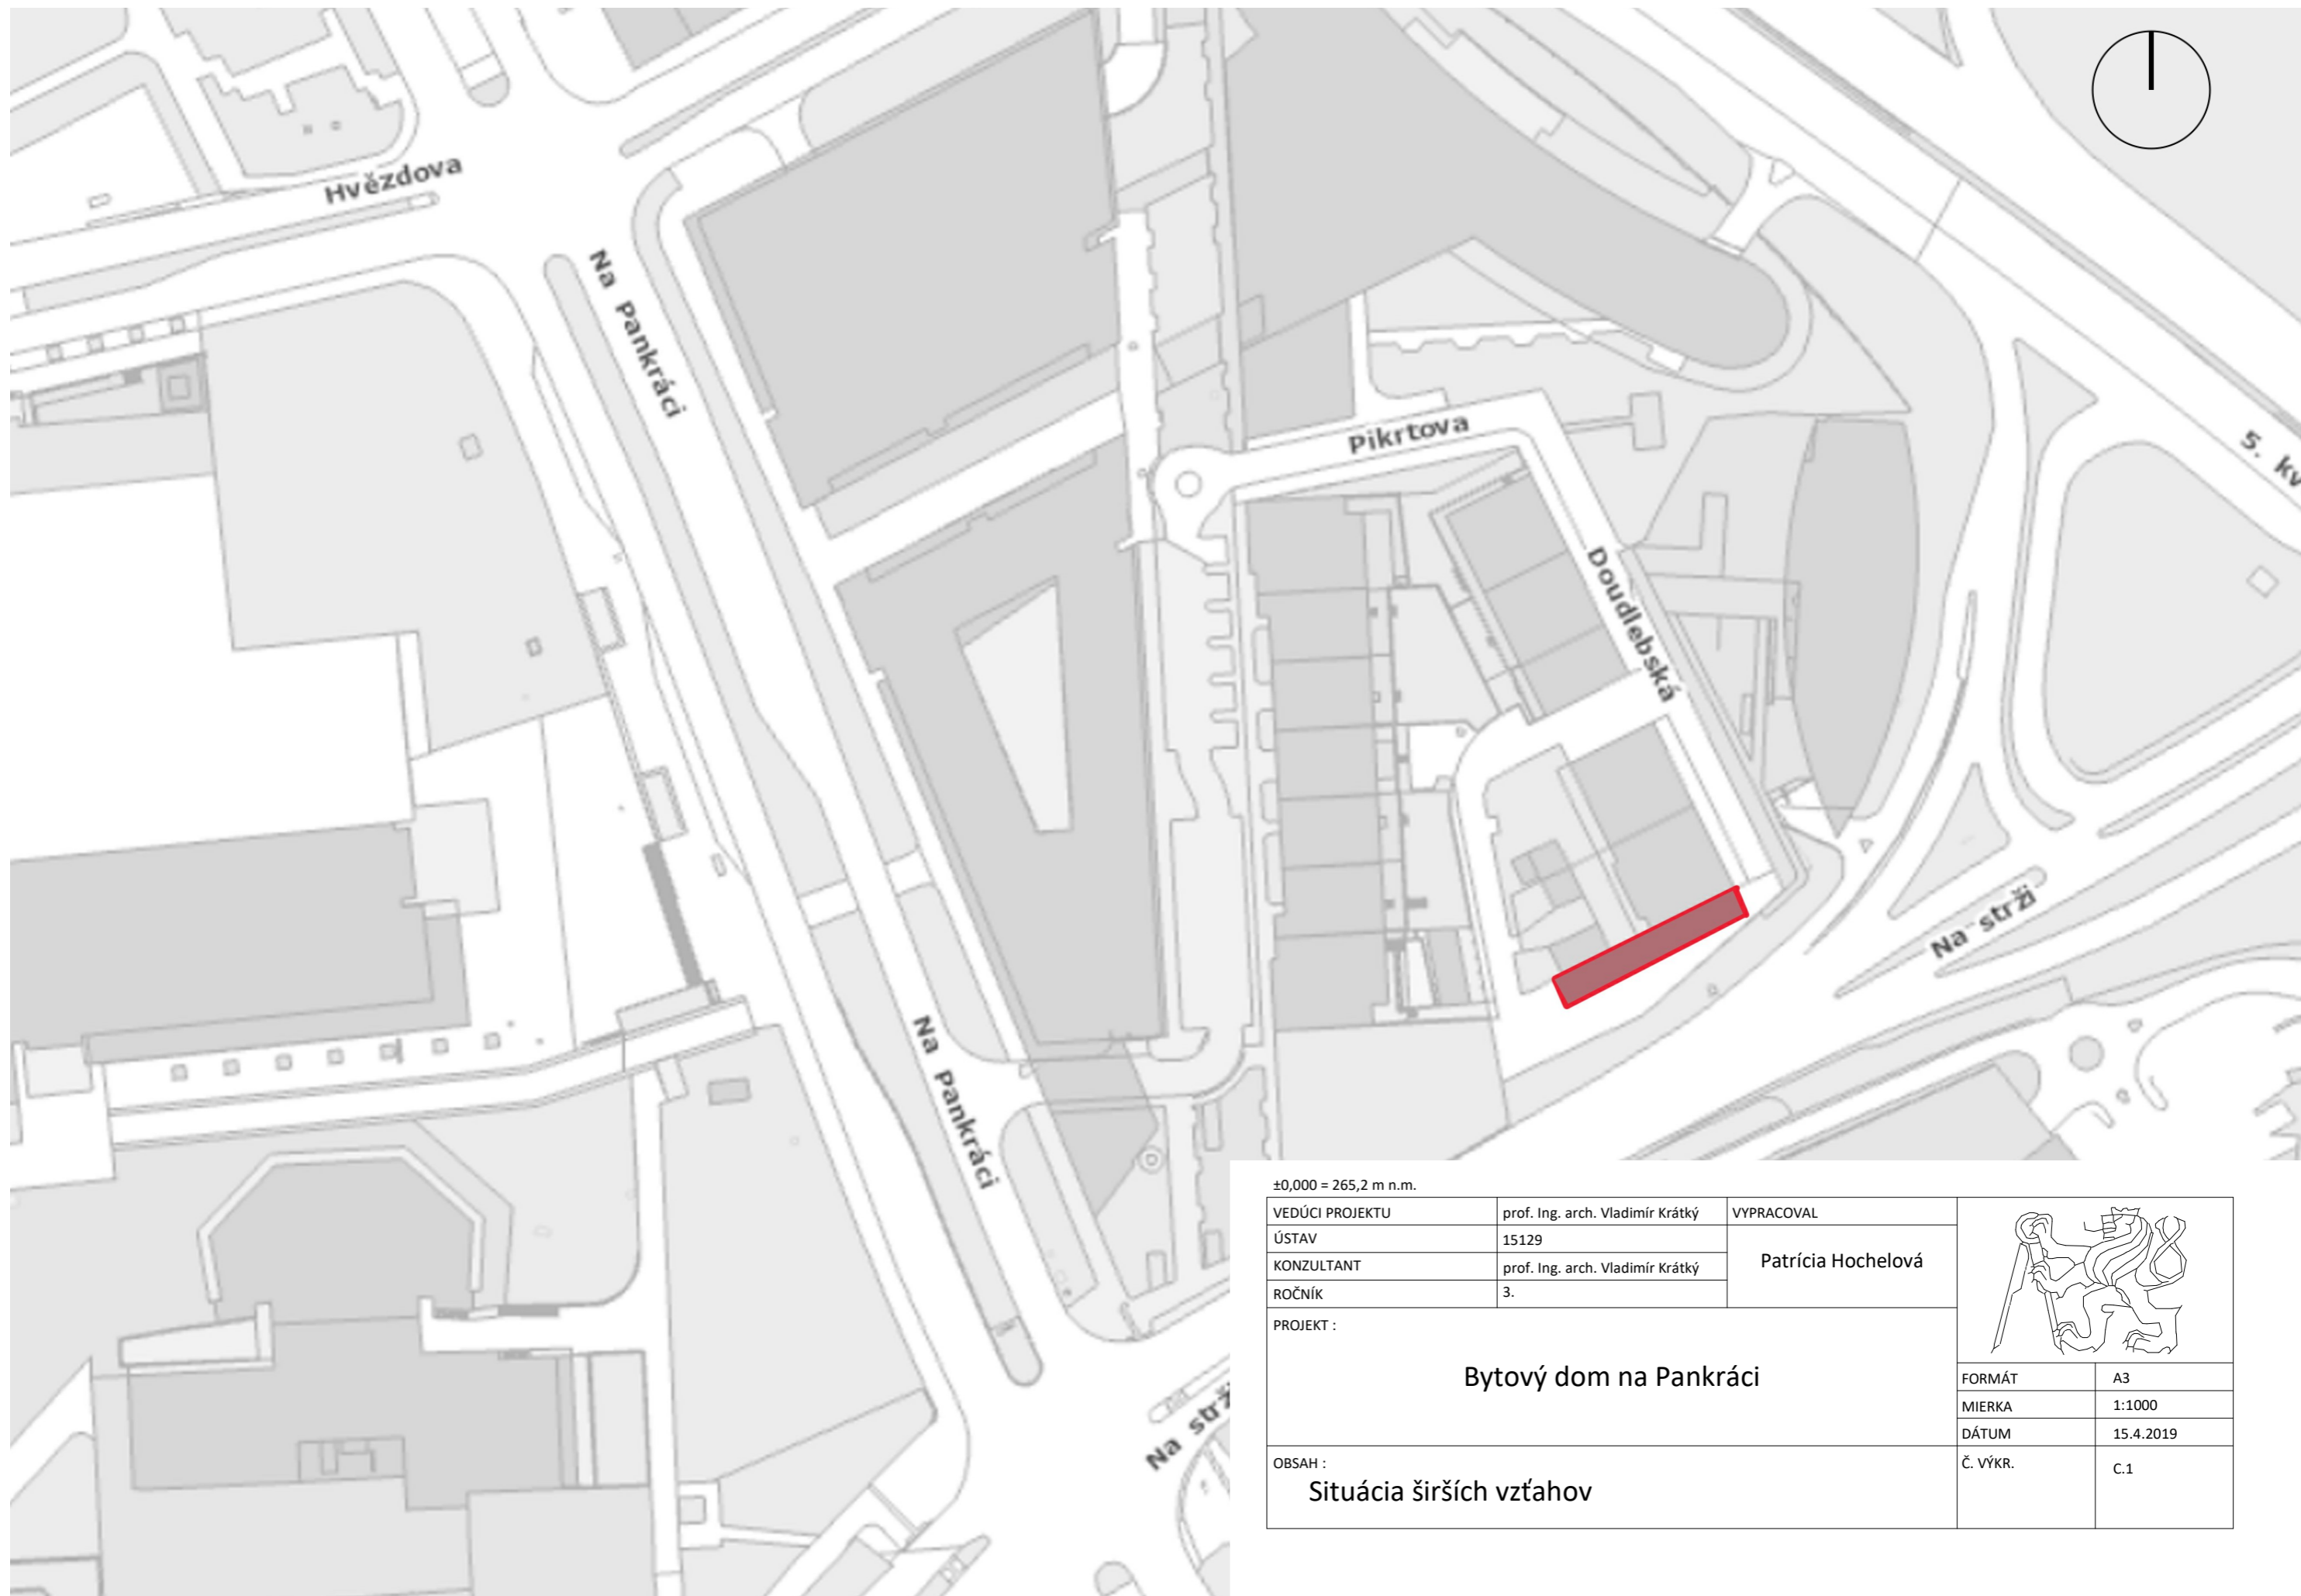 Hvězdova
Na Pankráci
Pikrtova
5. kv
Doudlebská
Na strži
Na Pankráci
Na strži
±0,000 = 265,2 m n.m.
VEDÚCI PROJEKTU prof. Ing. arch. Vladimír Krátký VYPRACOVAL
ÚSTAV 15129
Patrícia Hochelová
KONZULTANT prof. Ing. arch. Vladimír Krátký
ROČNÍK 3.
PROJEKT :
Bytový dom na Pankráci
FORMÁT A3
MIERKA 1:1000
DÁTUM 15.4.2019
OBSAH :
Situácia širších vzťahov
Č. VÝKR. C.1